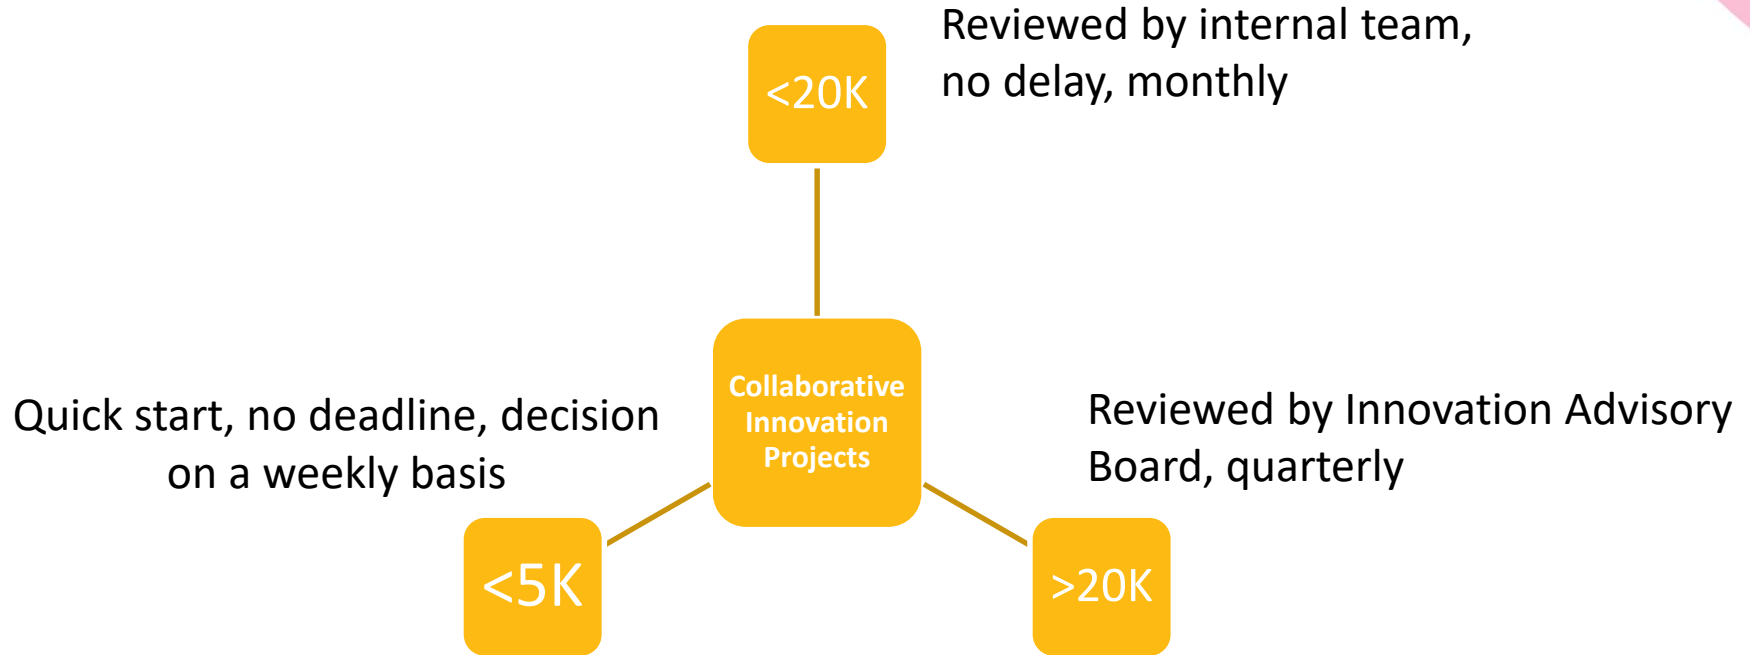 Reviewed by internal team,
no delay, monthly
<20K
Collaborative
Innovation
Projects
Quick start, no deadline, decision
on a weekly basis
Reviewed by Innovation Advisory
Board, quarterly
<5K
>20K